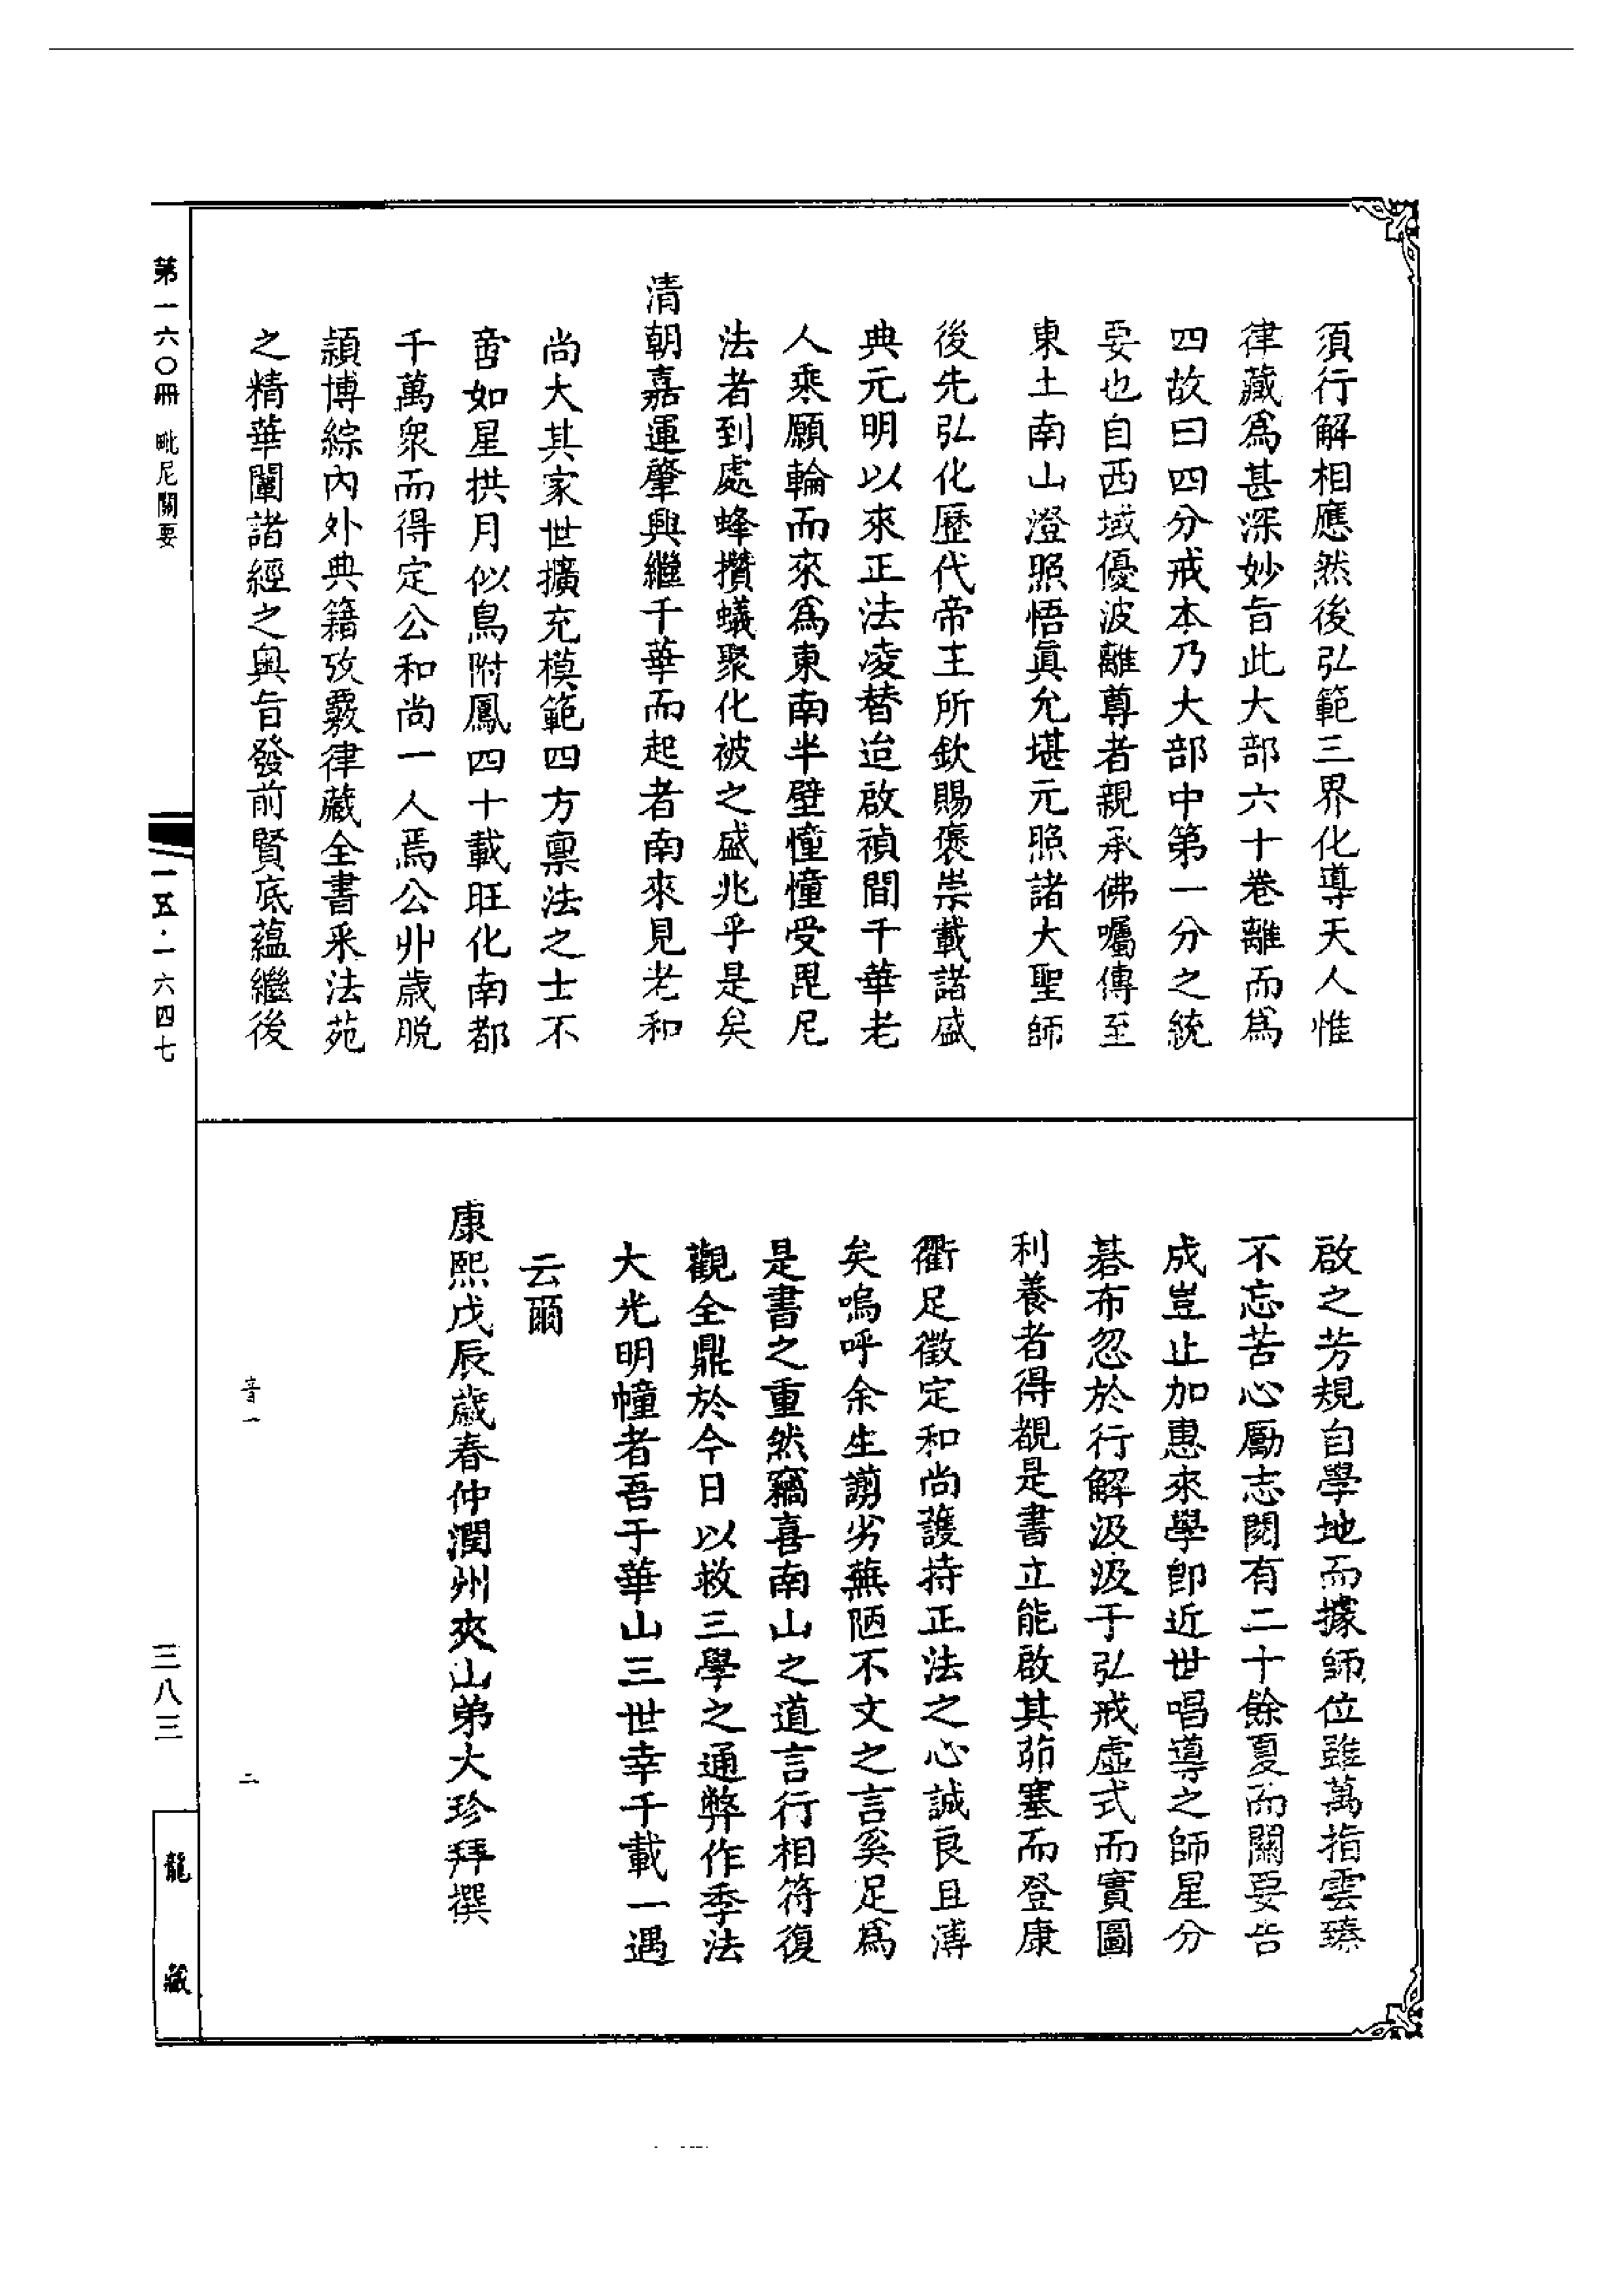 須行解相應然後弘範三界化導天人惟
律藏爲甚深妙旨此大部六十卷離而爲
四故曰四分戒本乃大部中第一分之統
要也自西域優波離尊者親承佛囑傳至
東土南山澄照悟眞允堪元照諸大聖師
後先弘化歷代帝王所欽賜褒崇載諸盛
典元明以來正法凌替迨啟禎間千華老
人乘願輪而來爲東南半壁憧憧受毘尼
法者到處蜂攢蟻聚化被之盛兆乎是矣
清朝嘉運肇興繼千華而起者南來見老和
尚大其家世擴充模範四方稟法之士不
啻如星拱月似鳥附鳳四十載旺化南都
千萬衆而得定公和尚一人焉公丱歲脫
頴博綜內外典籍攷覈律藏全書采法苑
之精華闡諸經之奥旨發前賢底蘊繼後
啟之芳規自學地而據師位雖萬指雲臻
不忘苦心勵志閱有二十餘夏而關要告
成豈止加惠來學卽近世唱導之師星分
碁布忽於行解汲汲于弘戒虛式而實圖
利養者得覩是書立能啟其茆塞而登康
衢足徵定和尚護持正法之心誠良且溥
矣嗚呼余生譾劣蕪陋不文之言奚足爲
是書之重然竊喜南山之道言行相符復
觀全鼎於今日以救三學之通弊作季法
大光明幢者吾于華山三世幸千載一遇
云爾
康熙戊辰歲春仲潤州夾山弟大珍拜撰
音一
二
第一六〇冊 毗尼關要
一五·一六四七
三八三
龍藏